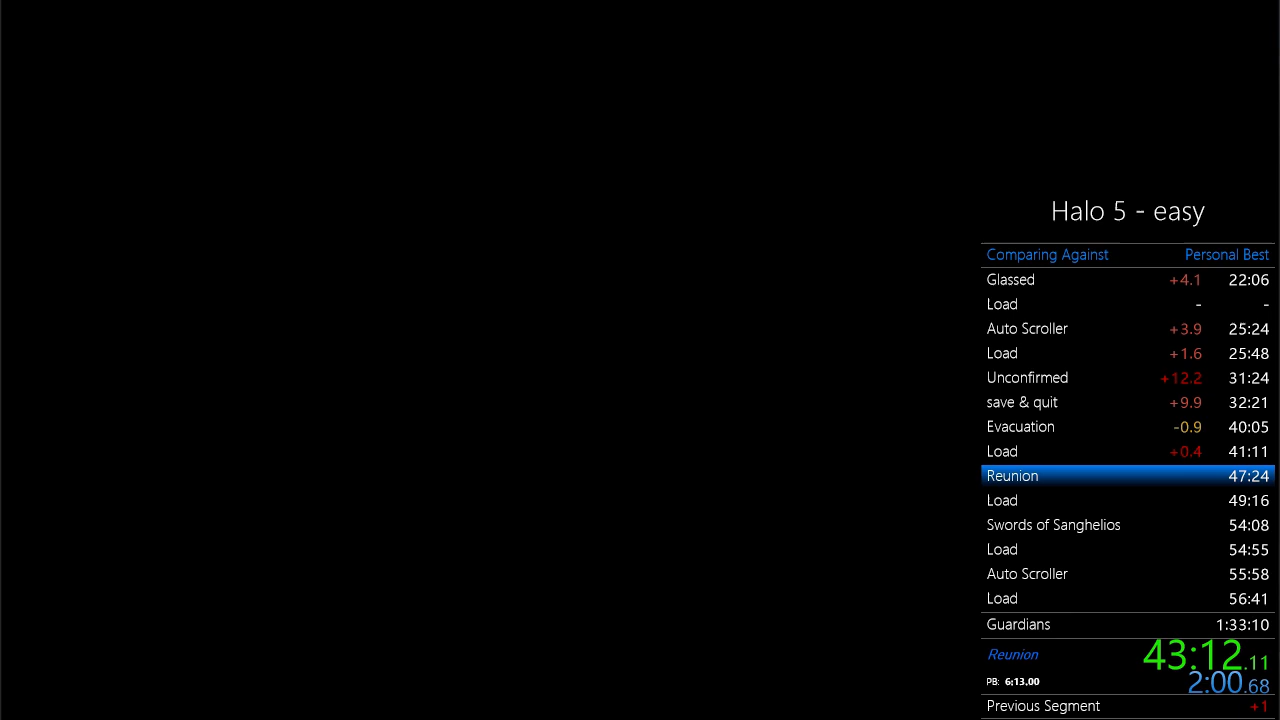 Halo 5 - easy
Comparing Against Personal Best
Glassed +4.1 22:06
Load - -
Auto Scroller +3.9 25:24
Load +1.6 25:48
Unconfirmed +12.2 31:24
save & quit +9.9 32:21
Evacuation -0.9 40:05
Load +0.4 41:11
Reunion 47:24
Load 49:16
Swords of Sanghelios 54:08
Load 54:55
Auto Scroller 55:58
Load 56:41
Guardians 1:33:10
Reunion 43:12.11
PB: 6:13.00 2:00.68
Previous Segment +1